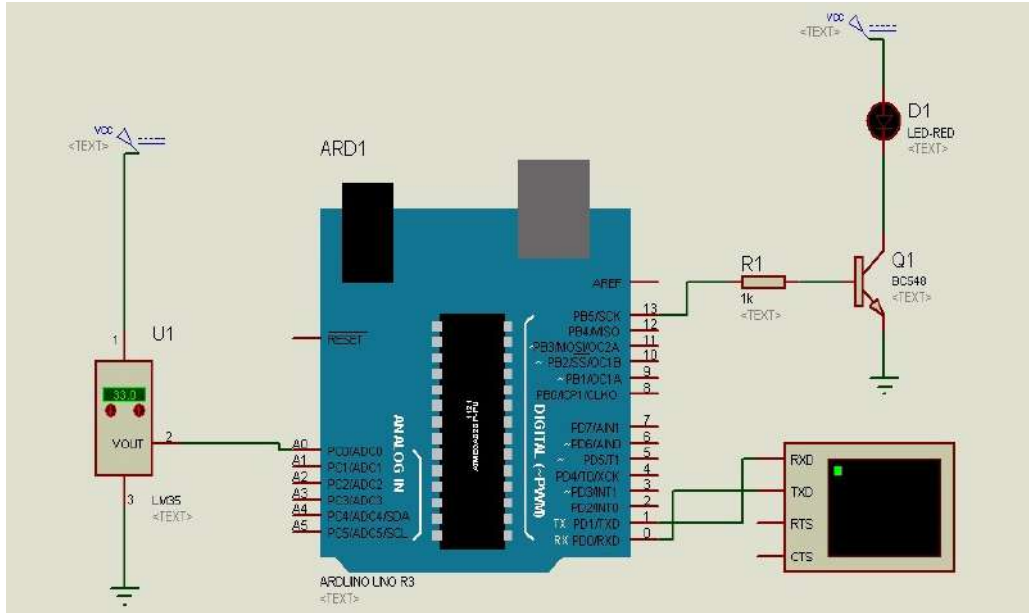 VCC
<TEXT>
D1
LED-RED
<TEXT>
VCC
<TEXT>
ARD1
R1
1k
<TEXT>
Q1
BC548
<TEXT>
U1
1
33.0
VOUT
2
3
LM35
<TEXT>
RESET
AREF
PB5/SCK 13
PB4/MISO 12
~PB3/MOSI/OC2A 11
~PB2/SS/OC1B 10
~PB1/OC1A 9
PB0/ICP1/CLKO 8
PD7/AIN1 7
~PD6/AIN0 6
~PD5/T1 5
PD4/T0/XCK 4
~PD3/INT1 3
PD2/INT0 2
TX PD1/TXD 1
RX PD0/RXD 0
DIGITAL (~PWM)
1121
ANALOG IN
A0 PC0/ADC0
A1 PC1/ADC1
A2 PC2/ADC2
A3 PC3/ADC3
A4 PC4/ADC4/SDA
A5 PC5/ADC5/SCL
ARDUINO UNO R3
<TEXT>
RXD
TXD
RTS
CTS